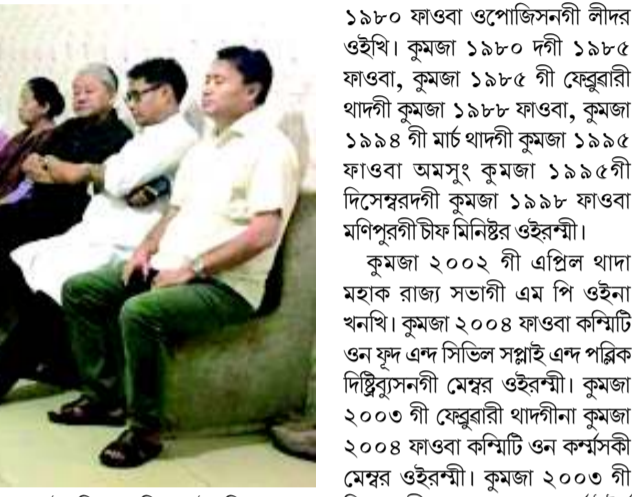 ১৯৮০ ফাওবা ওপোজিসনগী লীদর
ওইখি। কুমজা ১৯৮০ দগী ১৯৮৫
ফাওবা, কুমজা ১৯৮৫ গী ফেব্রুৱারী
থাদগী কুমজা ১৯৮৮ ফাওবা, কুমজা
১৯৯৪ গী মার্চ থাদগী কুমজা ১৯৯৫
ফাওবা অমসুং কুমজা ১৯৯৫গী
দিসেম্বরদগী কুমজা ১৯৯৮ ফাওবা
মণিপুরগী চীফ মিনিষ্টর ওইরম্মী।
কুমজা ২০০২ গী এপ্রিল থাদা
মহাক রাজ্য সভাগী এম পি ওইনা
খনখি। কুমজা ২০০৪ ফাওবা কম্মিটি
ওন ফূদ এন্দ সিভিল সপ্লাই এন্দ পব্লিক
দিষ্ট্রিব্যুসনগী মেম্বর ওইরম্মী। কুমজা
২০০৩ গী ফেব্রুৱারী থাদগীনা কুমজা
২০০৪ ফাওবা কম্মিটি ওন কর্ম্মসকী
মেম্বর ওইরম্মী। কুমজা ২০০৩ গী